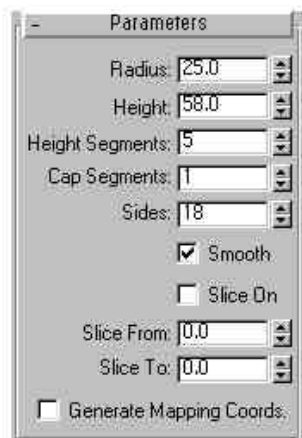 - Parameters
Radius: 25.0
Height: 58.0
Height Segments: 5
Cap Segments: 1
Sides: 18
Smooth
Slice On
Slice From: 0.0
Slice To: 0.0
Generate Mapping Coords.